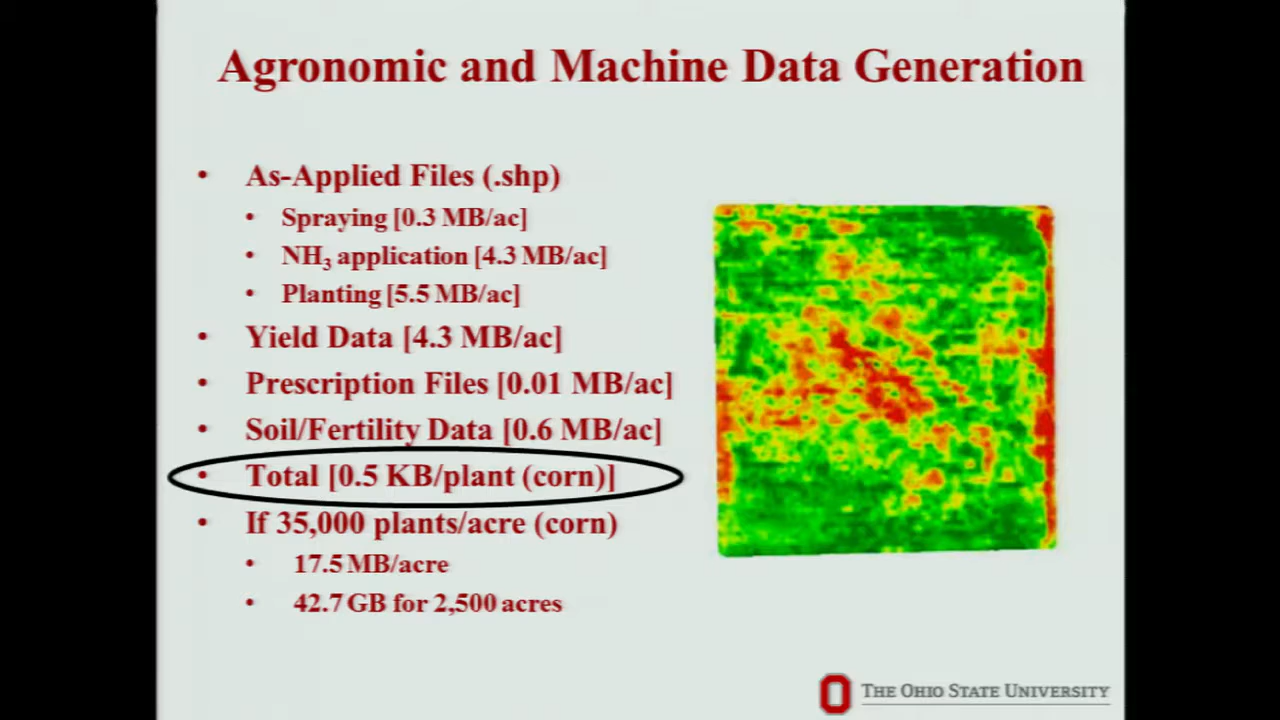 Agronomic and Machine Data Generation
• As-Applied Files (.shp)
• Spraying [0.3 MB/ac]
• NH₃ application [4.3 MB/ac]
• Planting [5.5 MB/ac]
• Yield Data [4.3 MB/ac]
• Prescription Files [0.01 MB/ac]
• Soil/Fertility Data [0.6 MB/ac]
• Total [0.5 KB/plant (corn)]
• If 35,000 plants/acre (corn)
• 17.5 MB/acre
• 42.7 GB for 2,500 acres
THE OHIO STATE UNIVERSITY